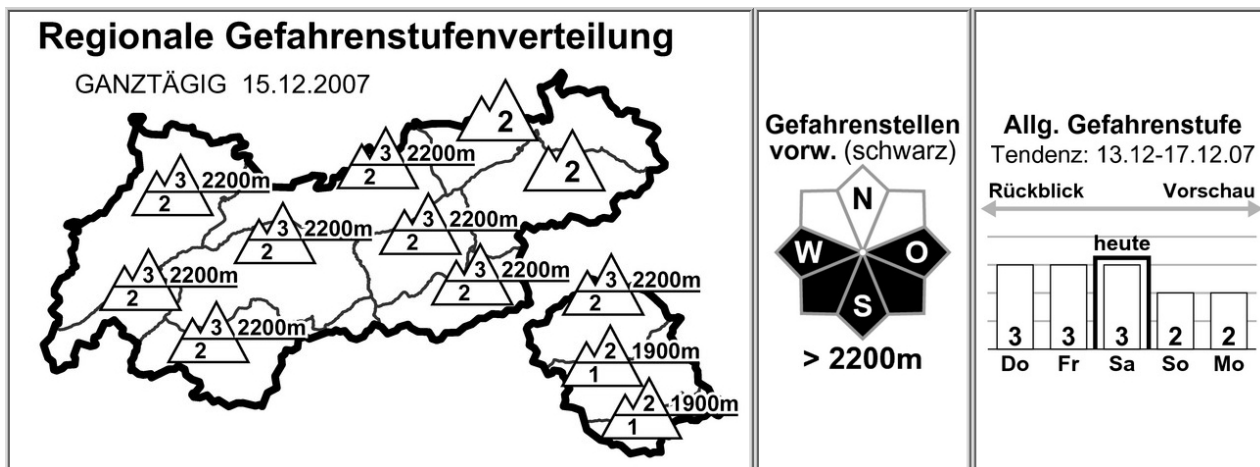 Regionale Gefahrenstufenverteilung
GANZTÄGIG 15.12.2007
2
2
3 2200m
2
3 2200m
2
3 2200m
2
3 2200m
2
3 2200m
2
3 2200m
2
3 2200m
2
3 2200m
2
2 1900m
1
2 1900m
1
Gefahrenstellen
vorw. (schwarz)
N
W O
S
> 2200m
Allg. Gefahrenstufe
Tendenz: 13.12-17.12.07
Rückblick Vorschau
heute
3 3 3 2 2
Do Fr Sa So Mo